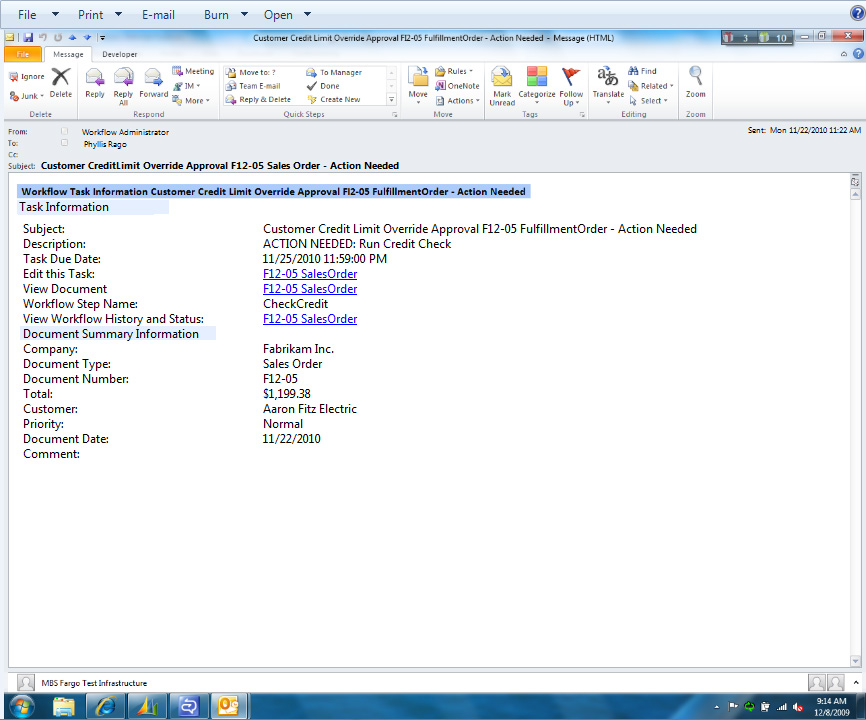 File Print E-mail Burn Open
Customer Credit Limit Override Approval FI2-05 FulfillmentOrder - Action Needed - Message (HTML)
3 10
File Message Developer
Ignore
Junk
Delete
Delete
Reply
Reply All
Forward
Meeting
IM
More
Respond
Move to: ?
Team E-mail
Reply & Delete
To Manager
Done
Create New
Quick Steps
Move
Rules
OneNote
Actions
Move
Mark Unread
Categorize
Follow Up
Tags
Translate
Find
Related
Select
Editing
Zoom
Zoom
From: Workflow Administrator
Sent: Mon 11/22/2010 11:22 AM
To: Phyllis Rago
Cc:
Subject: Customer CreditLimit Override Approval F12-05 Sales Order - Action Needed
Workflow Task Information Customer Credit Limit Override Approval FI2-05 FulfillmentOrder - Action Needed
Task Information
Subject: Customer Credit Limit Override Approval F12-05 FulfillmentOrder - Action Needed
Description: ACTION NEEDED: Run Credit Check
Task Due Date: 11/25/2010 11:59:00 PM
Edit this Task: F12-05 SalesOrder
View Document F12-05 SalesOrder
Workflow Step Name: CheckCredit
View Workflow History and Status: F12-05 SalesOrder
Document Summary Information
Company: Fabrikam Inc.
Document Type: Sales Order
Document Number: F12-05
Total: $1,199.38
Customer: Aaron Fitz Electric
Priority: Normal
Document Date: 11/22/2010
Comment:
MBS Fargo Test Infrastructure
9:14 AM
12/8/2009